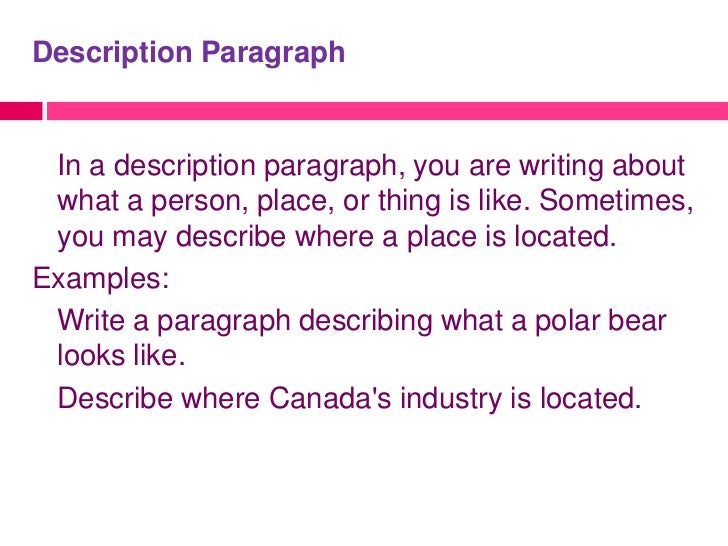 Description Paragraph
In a description paragraph, you are writing about
what a person, place, or thing is like. Sometimes,
you may describe where a place is located.
Examples:
Write a paragraph describing what a polar bear
looks like.
Describe where Canada's industry is located.